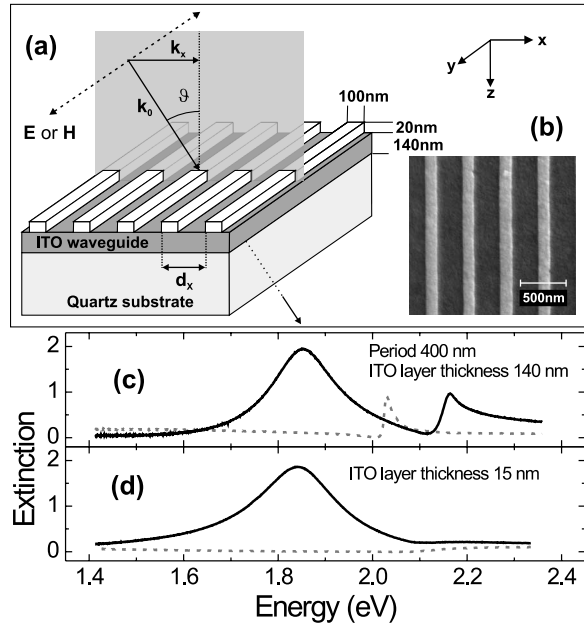 (a)
k_x
k_0
ϑ
E or H
x
y
z
100nm
20nm
140nm
(b)
ITO waveguide
d_x
Quartz substrate
500nm
(c)
Period 400 nm
ITO layer thickness 140 nm
2
1
0
(d)
ITO layer thickness 15 nm
2
1
0
Extinction
1.4 1.6 1.8 2.0 2.2 2.4
Energy (eV)